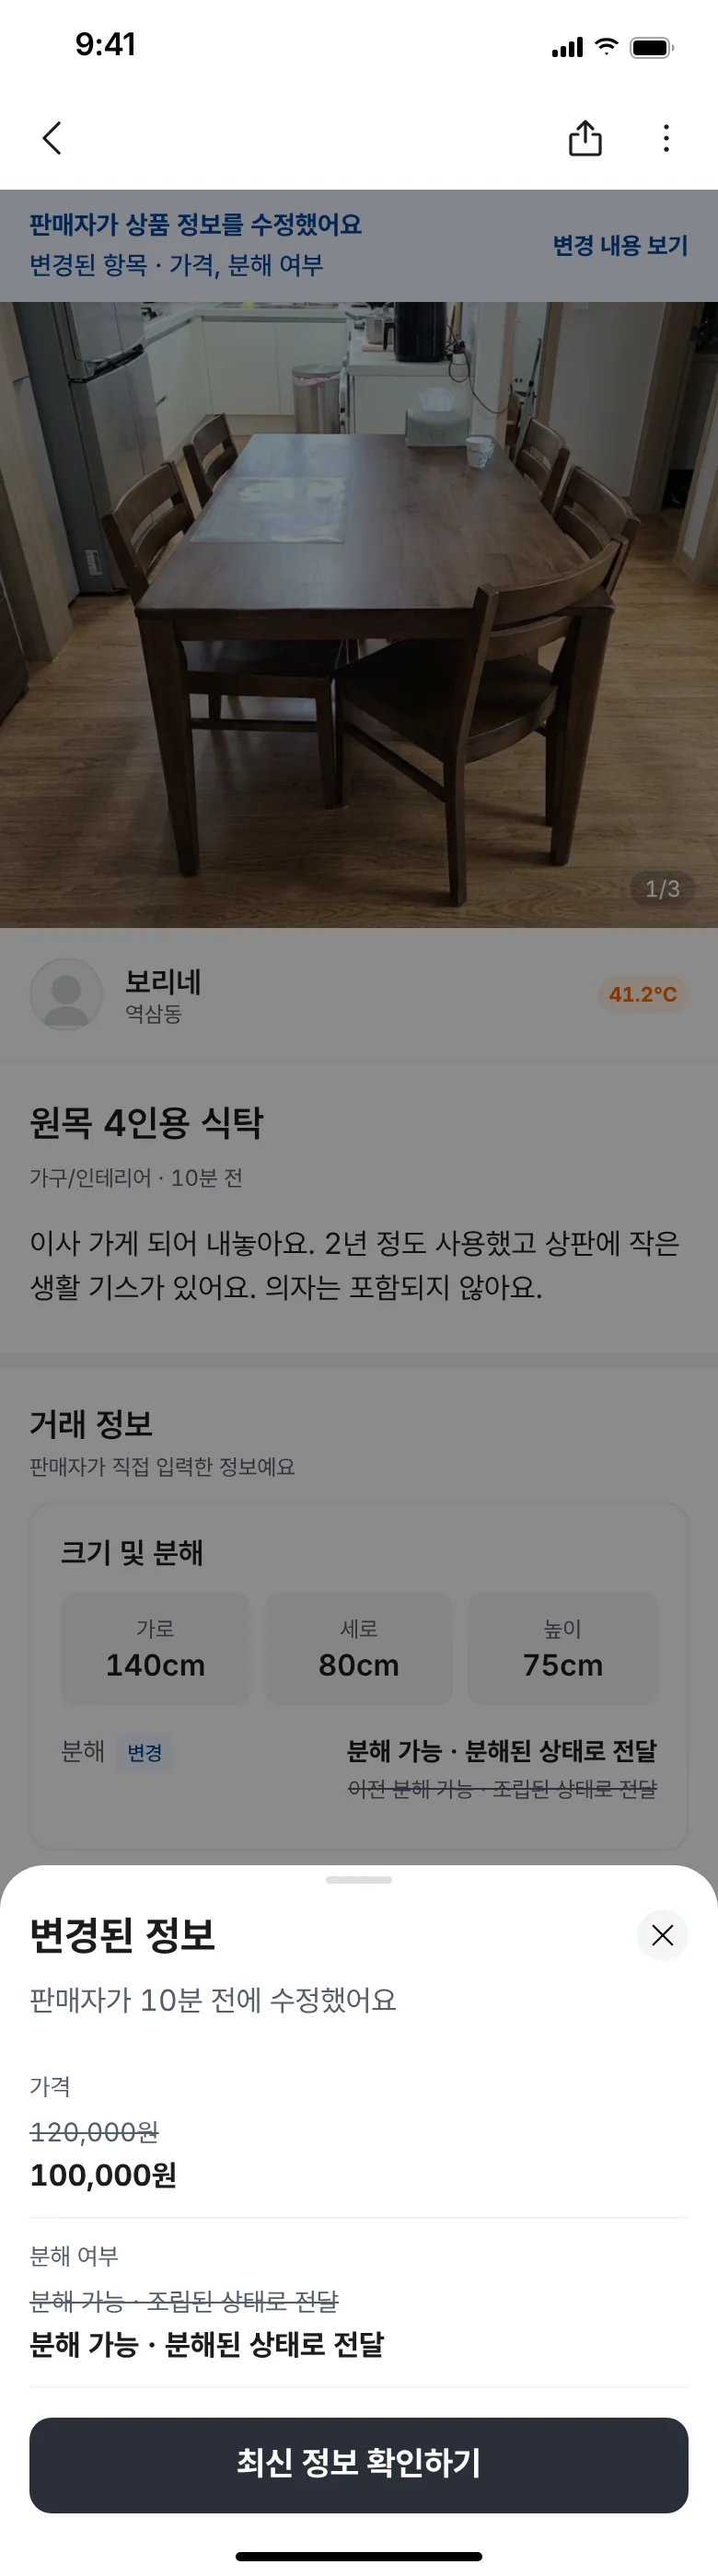 9:41
판매자가 상품 정보를 수정했어요
변경된 항목 · 가격, 분해 여부
변경 내용 보기
1/3
보리네
역삼동
41.2°C
원목 4인용 식탁
가구/인테리어 · 10분 전
이사 가게 되어 내놓아요. 2년 정도 사용했고 상판에 작은
생활 기스가 있어요. 의자는 포함되지 않아요.
거래 정보
판매자가 직접 입력한 정보예요
크기 및 분해
가로
140cm
세로
80cm
높이
75cm
분해
변경
분해 가능 · 분해된 상태로 전달
이전 분해 가능 · 조립된 상태로 전달
변경된 정보
판매자가 10분 전에 수정했어요
가격
120,000원
100,000원
분해 여부
분해 가능 · 조립된 상태로 전달
분해 가능 · 분해된 상태로 전달
최신 정보 확인하기